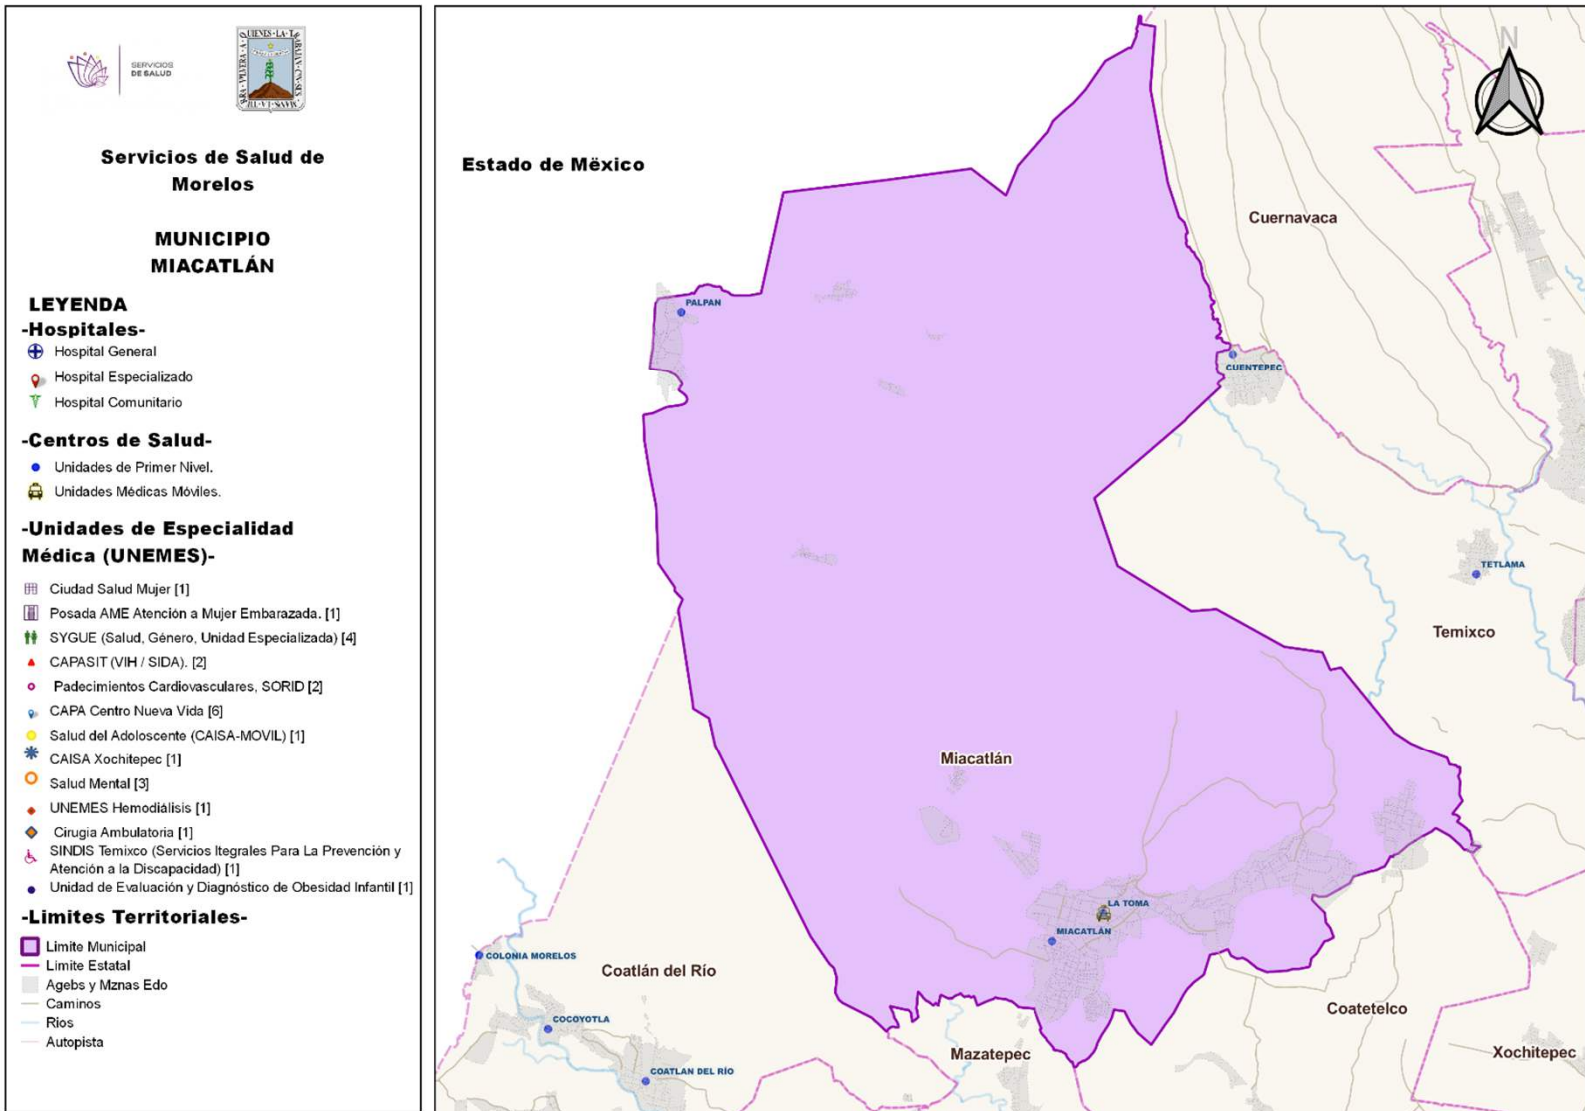 SERVICIOS
DE SALUD
Servicios de Salud de
Morelos
MUNICIPIO
MIACATLÁN
LEYENDA
-Hospitales-
Hospital General
Hospital Especializado
Hospital Comunitario
-Centros de Salud-
Unidades de Primer Nivel.
Unidades Médicas Móviles.
-Unidades de Especialidad
Médica (UNEMES)-
Ciudad Salud Mujer [1]
Posada AME Atención a Mujer Embarazada. [1]
SYGUE (Salud, Género, Unidad Especializada) [4]
CAPASIT (VIH / SIDA). [2]
Padecimientos Cardiovasculares, SORID [2]
CAPA Centro Nueva Vida [6]
Salud del Adoloscente (CAISA-MOVIL) [1]
CAISA Xochitepec [1]
Salud Mental [3]
UNEMES Hemodiálisis [1]
Cirugia Ambulatoria [1]
SINDIS Temixco (Servicios Itegrales Para La Prevención y
Atención a la Discapacidad) [1]
Unidad de Evaluación y Diagnóstico de Obesidad Infantil [1]
-Limites Territoriales-
Limite Municipal
Limite Estatal
Agebs y Mznas Edo
Caminos
Rios
Autopista
N
Estado de Mëxico
Cuernavaca
PALPAN
CUENTEPEC
TETLAMA
Temixco
Miacatlán
LA TOMA
MIACATLÁN
COLONIA MORELOS
Coatlán del Río
Coatetelco
COCOYOTLA
Mazatepec
Xochitepec
COATLAN DEL RÍO